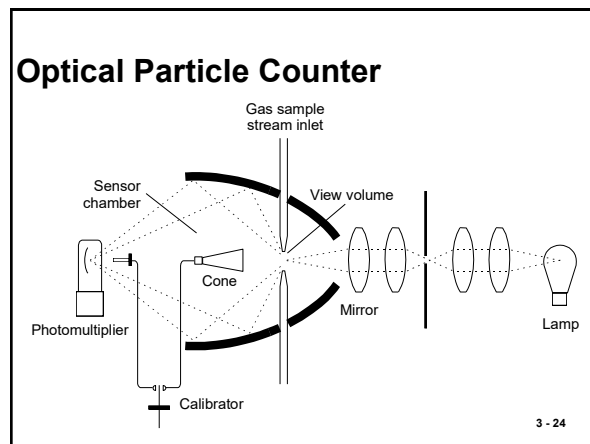 Optical Particle Counter
Gas sample
stream inlet
Sensor
chamber
View volume
Cone
Photomultiplier
Mirror
Lamp
Calibrator
3 - 24